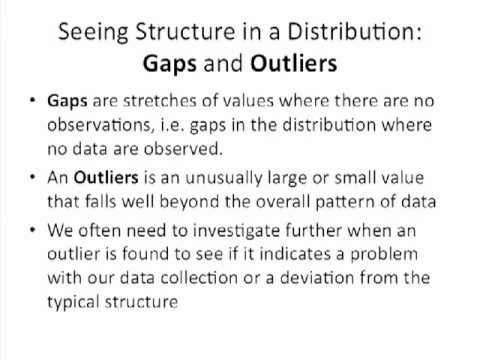 Seeing Structure in a Distribution:
Gaps and Outliers
• Gaps are stretches of values where there are no
observations, i.e. gaps in the distribution where
no data are observed.
• An Outliers is an unusually large or small value
that falls well beyond the overall pattern of data
• We often need to investigate further when an
outlier is found to see if it indicates a problem
with our data collection or a deviation from the
typical structure